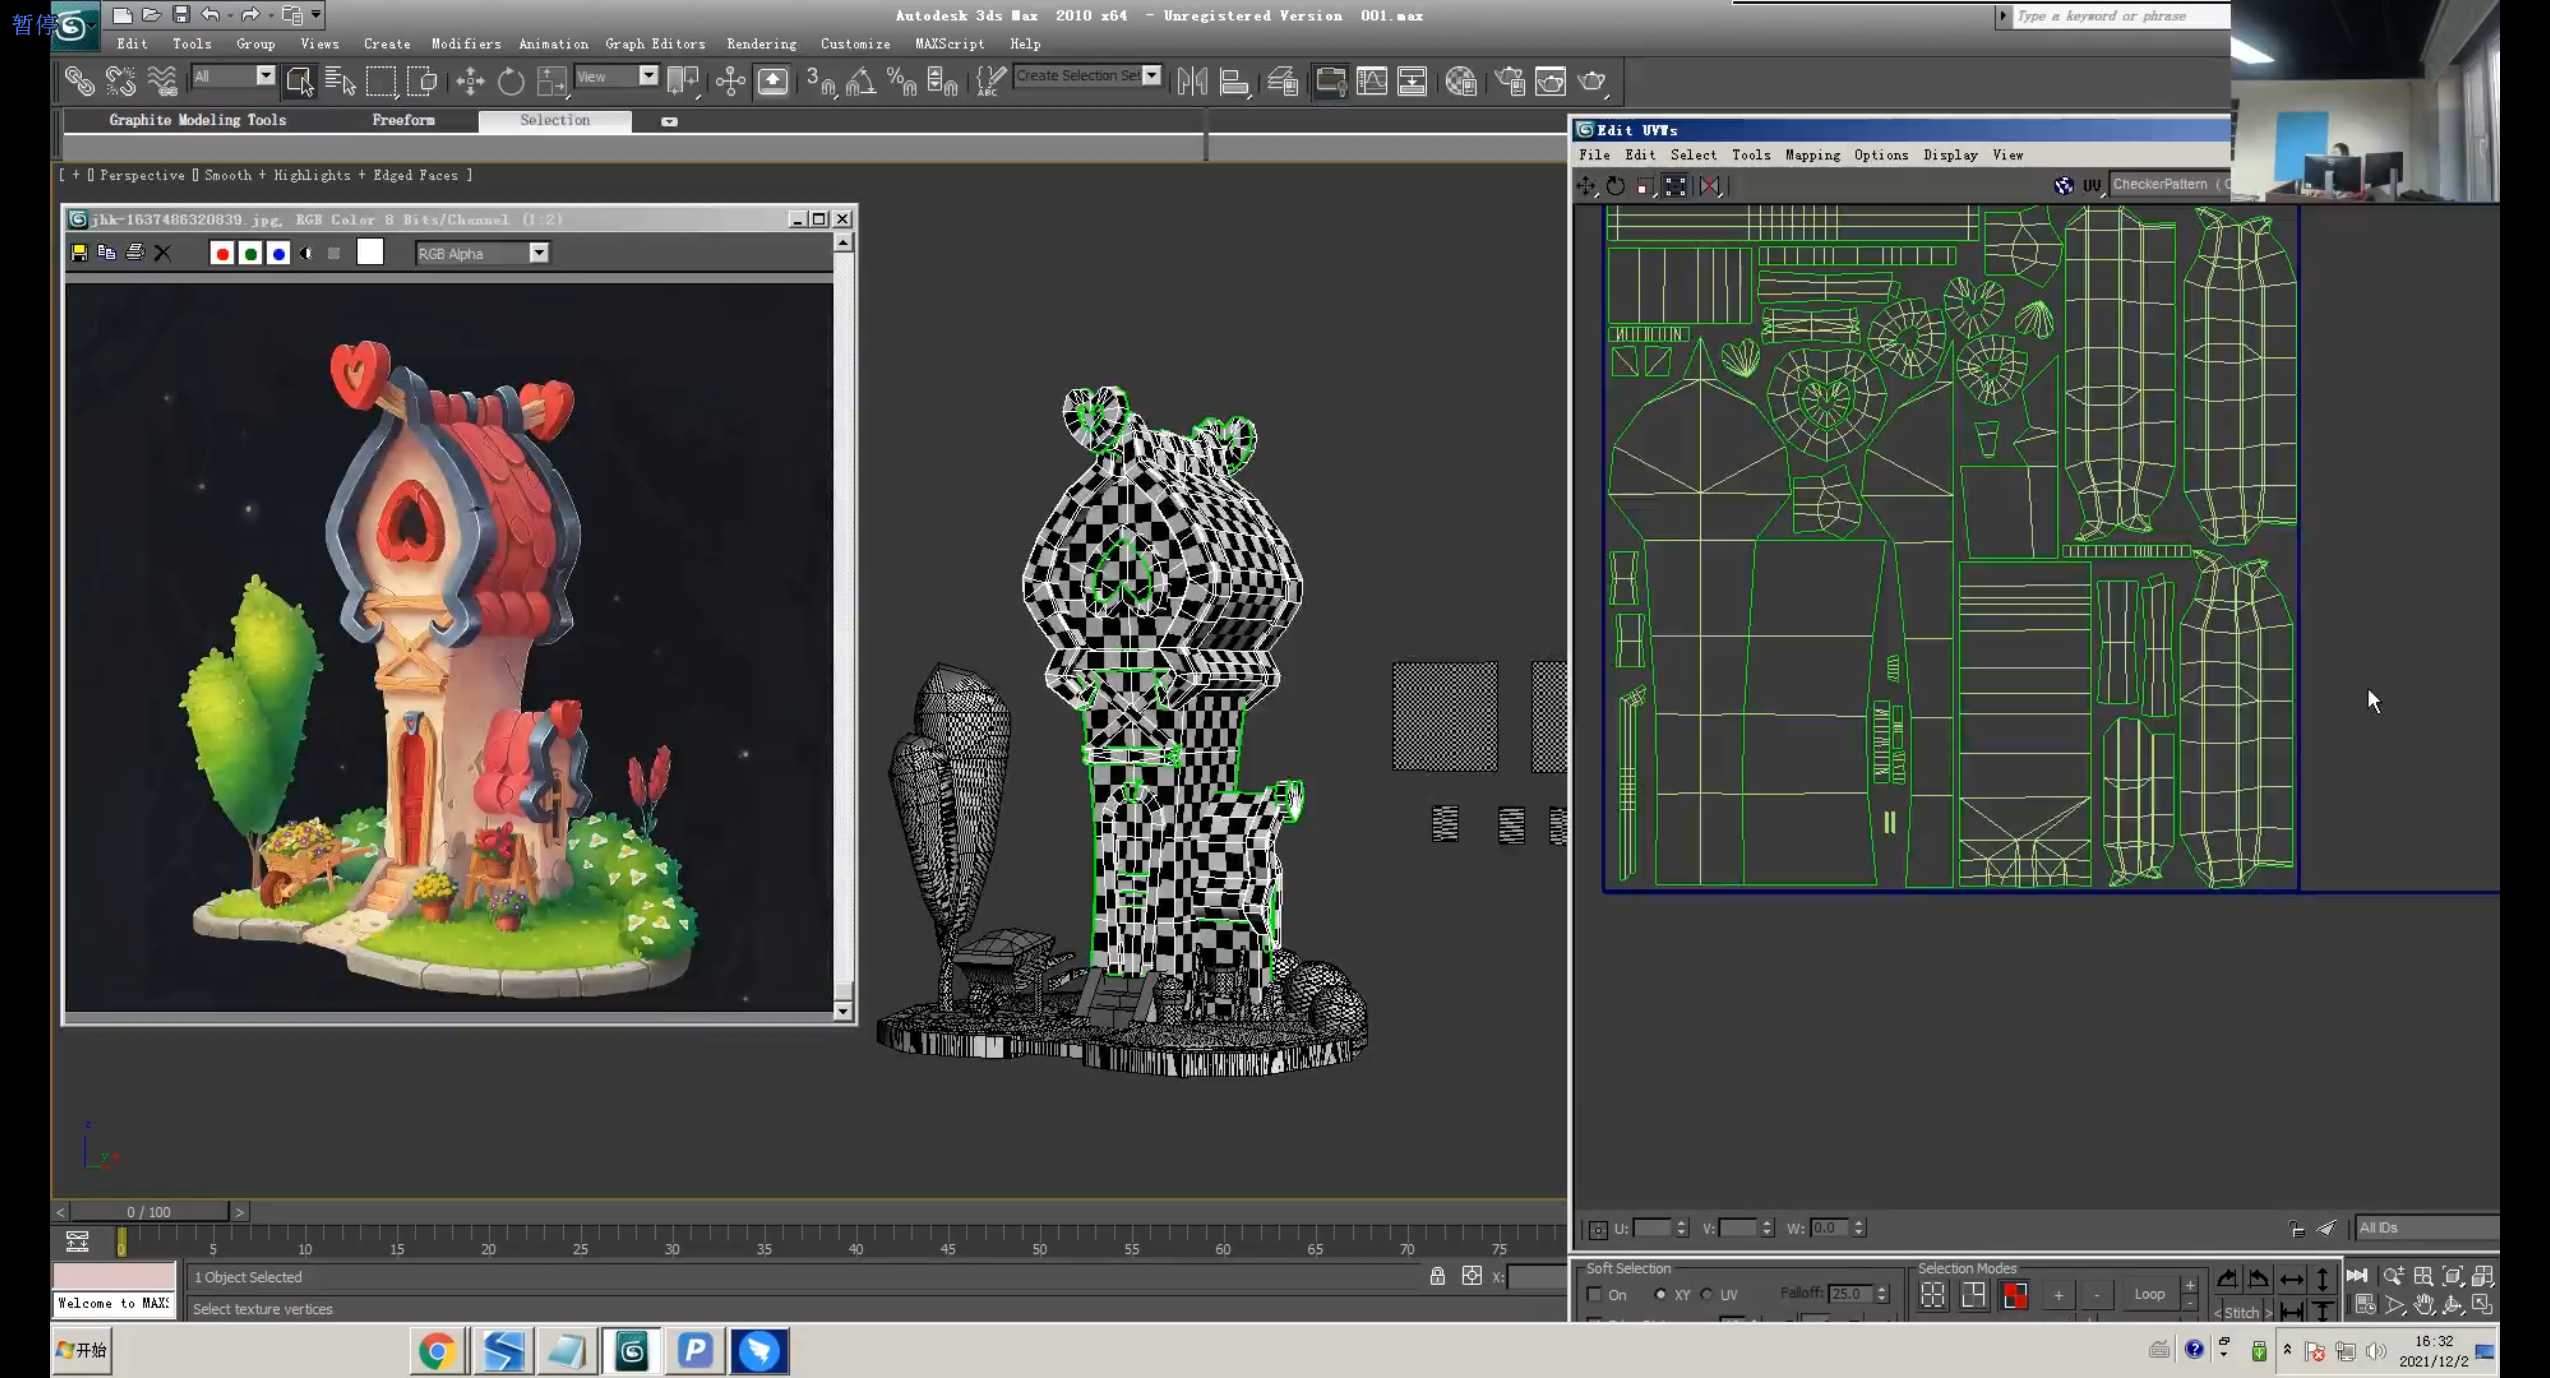 暂停
Autodesk 3ds Max 2010 x64 - Unregistered Version 001.max
Type a keyword or phrase
Edit Tools Group Views Create Modifiers Animation Graph Editors Rendering Customize MAXScript Help
All
View
Create Selection Set
Graphite Modeling Tools Freeform Selection
Edit UVWs
File Edit Select Tools Mapping Options Display View
UV
CheckerPattern ( C
[ + ] Perspective [] Smooth + Highlights + Edged Faces ]
jhk-1637486320839.jpg, RGB Color 8 Bits/Channel (1:2)
RGB Alpha
z
y
0 / 100
0 5 10 15 20 25 30 35 40 45 50 55 60 65 70 75
U: V: W: 0.0
All IDs
1 Object Selected
X:
Welcome to MAXS
Select texture vertices
Soft Selection
On XY UV Falloff: 25.0
Selection Modes
+ - Loop + -
<Stitch>
开始
16:32
2021/12/2